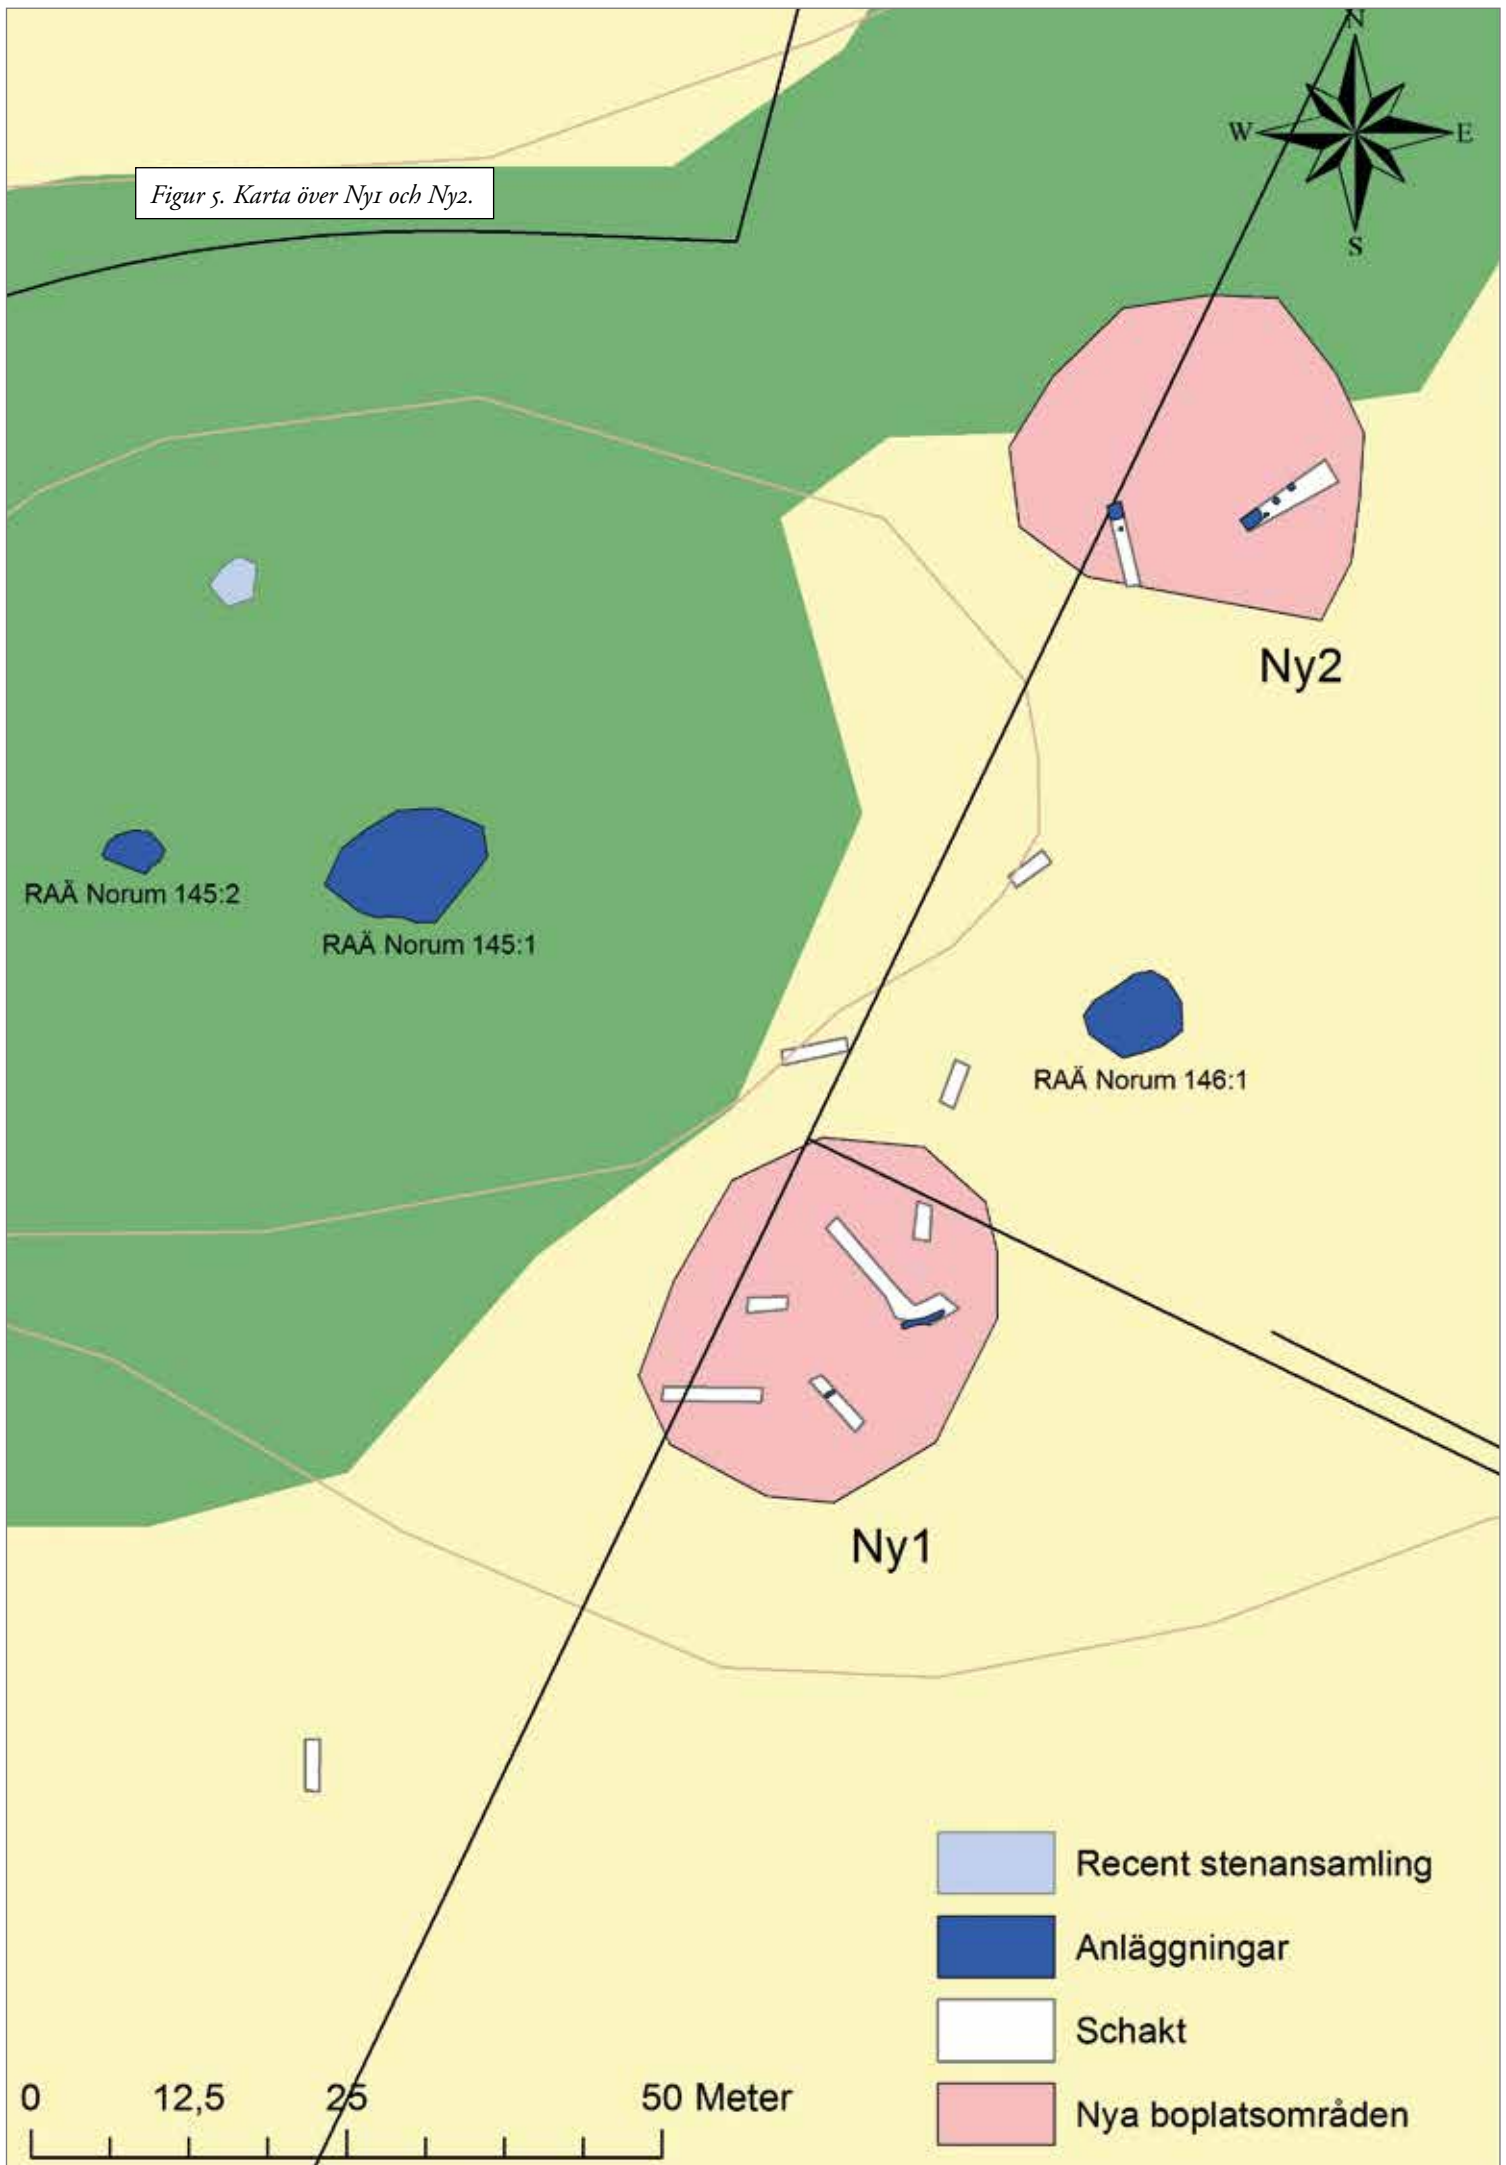 N
W E
S
Figur 5. Karta över Ny1 och Ny2.
Ny2
RAÄ Norum 145:2
RAÄ Norum 145:1
RAÄ Norum 146:1
Ny1
Recent stenansamling
Anläggningar
Schakt
Nya boplatsområden
0 12,5 25 50 Meter